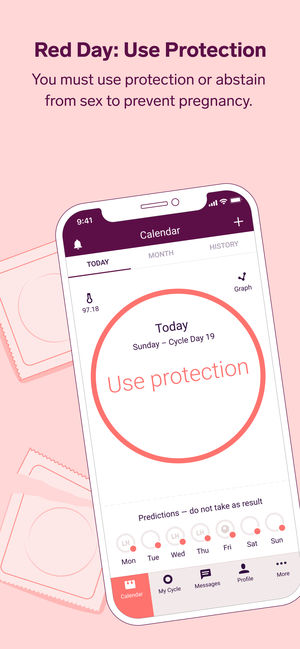 Red Day: Use Protection
You must use protection or abstain
from sex to prevent pregnancy.
9:41
Calendar
TODAY
MONTH
HISTORY
97.18
Graph
Today
Sunday – Cycle Day 19
Use protection
Predictions — do not take as result
LH
LH
LH
LH
Mon
Tue
Wed
Thu
Fri
Sat
Sun
Calendar
My Cycle
Messages
Profile
More